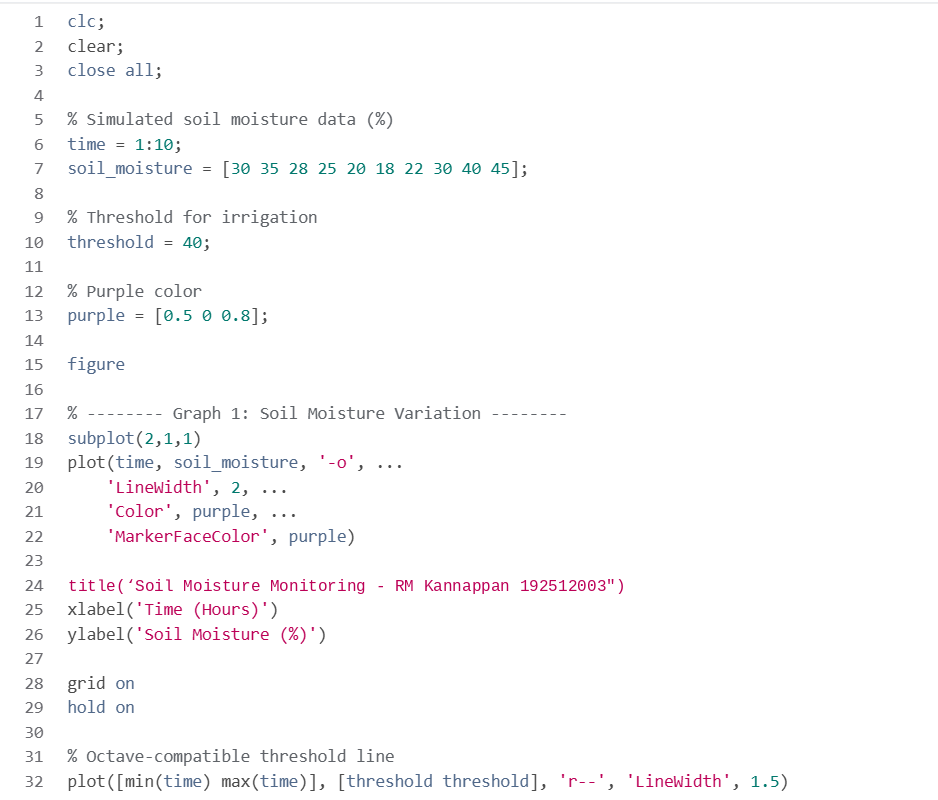 1 clc;
2 clear;
3 close all;
4
5 % Simulated soil moisture data (%)
6 time = 1:10;
7 soil_moisture = [30 35 28 25 20 18 22 30 40 45];
8
9 % Threshold for irrigation
10 threshold = 40;
11
12 % Purple color
13 purple = [0.5 0 0.8];
14
15 figure
16
17 % -------- Graph 1: Soil Moisture Variation --------
18 subplot(2,1,1)
19 plot(time, soil_moisture, '-o', ...
20     'LineWidth', 2, ...
21     'Color', purple, ...
22     'MarkerFaceColor', purple)
23
24 title(‘Soil Moisture Monitoring - RM Kannappan 192512003")
25 xlabel('Time (Hours)')
26 ylabel('Soil Moisture (%)')
27
28 grid on
29 hold on
30
31 % Octave-compatible threshold line
32 plot([min(time) max(time)], [threshold threshold], 'r--', 'LineWidth', 1.5)